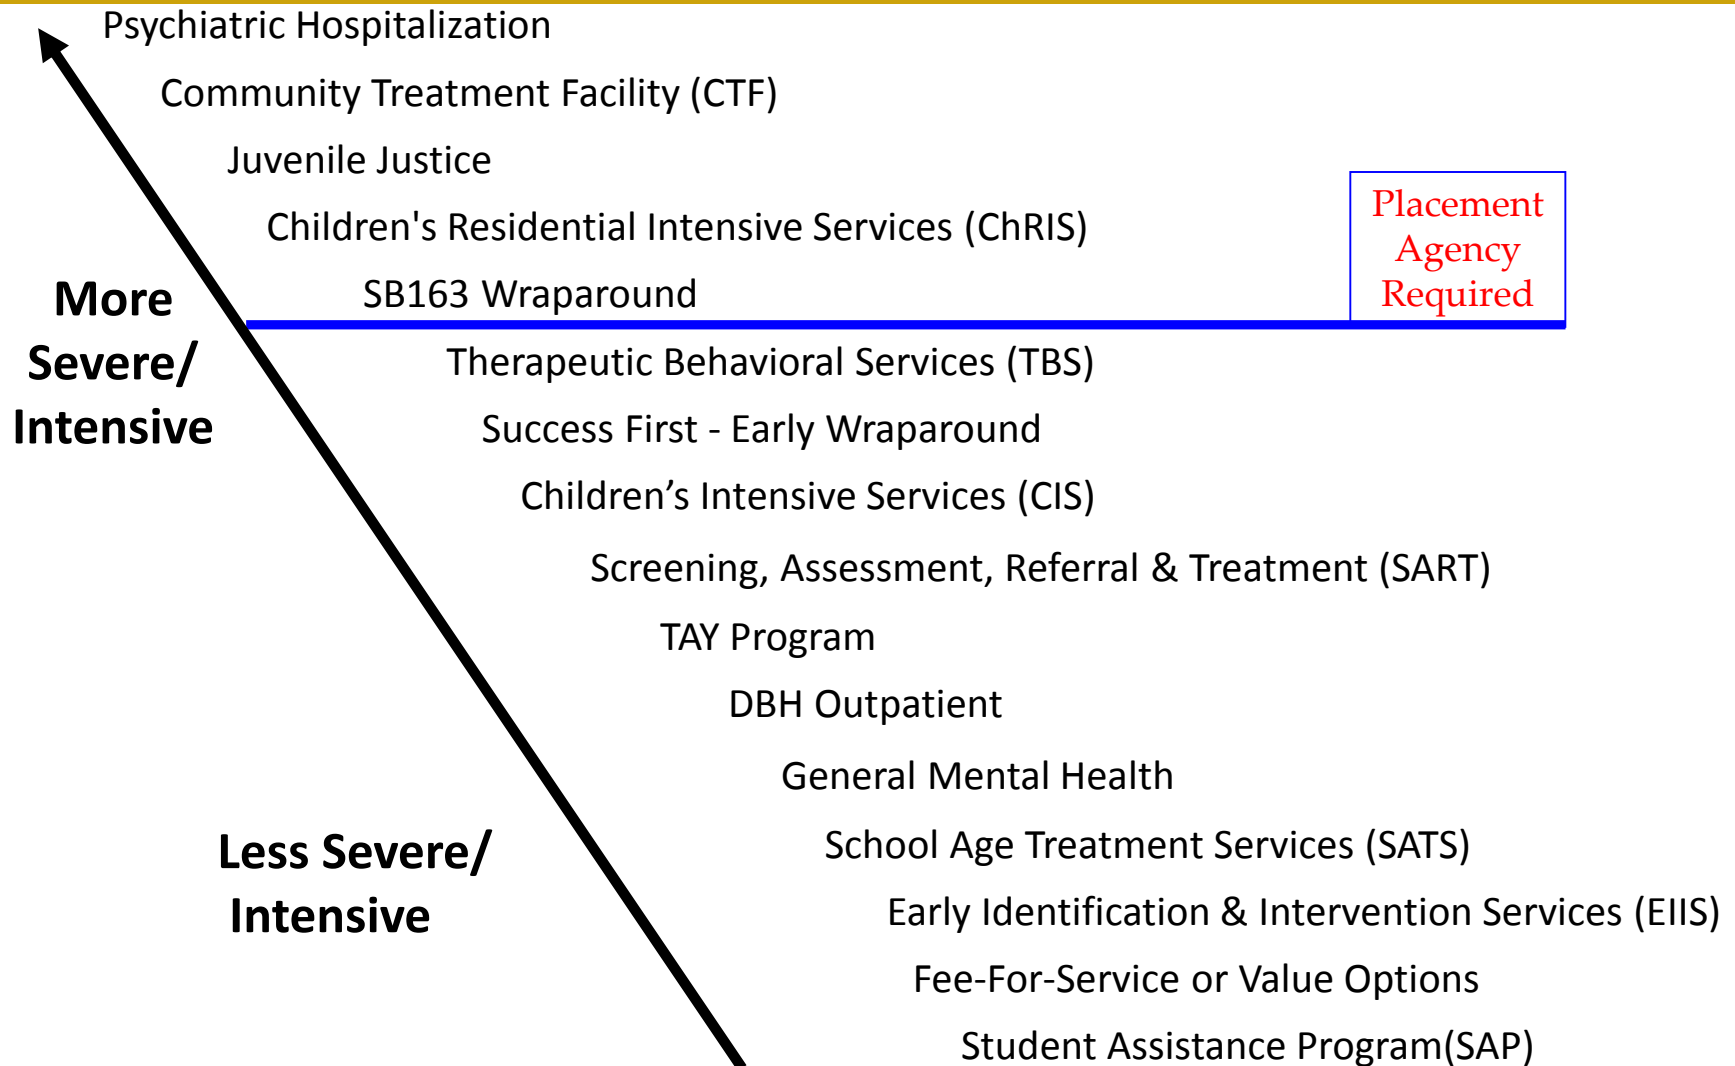 Psychiatric Hospitalization
Community Treatment Facility (CTF)
Juvenile Justice
Children's Residential Intensive Services (ChRIS)
SB163 Wraparound
Placement
Agency
Required
More
Severe/
Intensive
Therapeutic Behavioral Services (TBS)
Success First - Early Wraparound
Children’s Intensive Services (CIS)
Screening, Assessment, Referral & Treatment (SART)
TAY Program
DBH Outpatient
General Mental Health
Less Severe/
Intensive
School Age Treatment Services (SATS)
Early Identification & Intervention Services (EIIS)
Fee-For-Service or Value Options
Student Assistance Program(SAP)